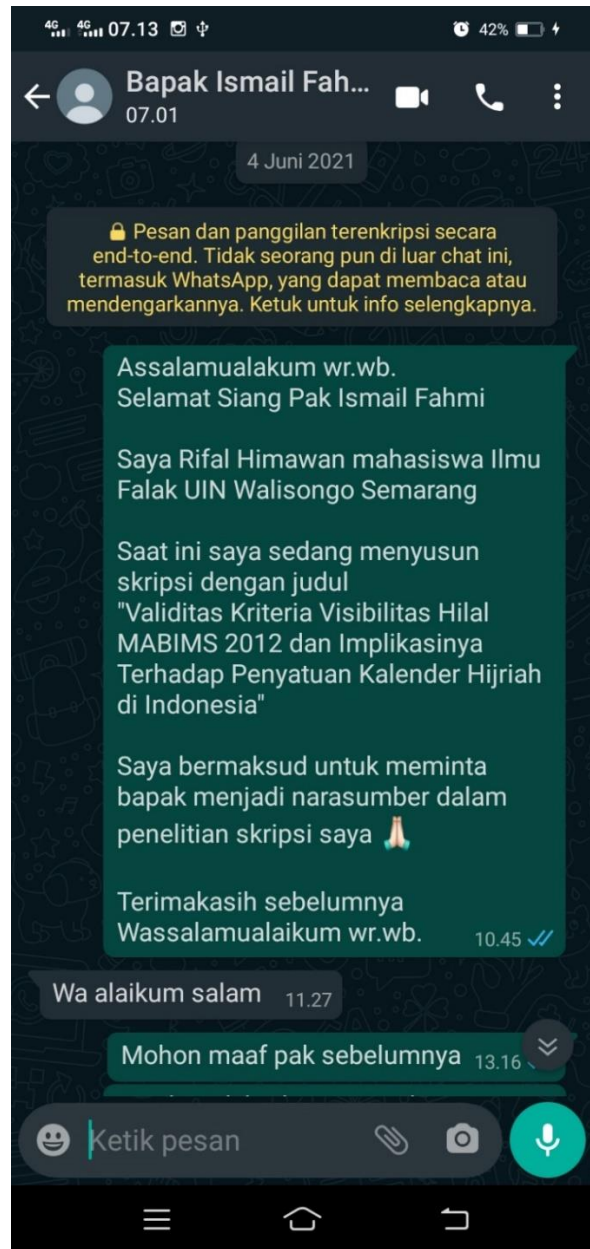 4G 4G 07.13 42%
Bapak Ismail Fah...
07.01
4 Juni 2021
Pesan dan panggilan terenkripsi secara
end-to-end. Tidak seorang pun di luar chat ini,
termasuk WhatsApp, yang dapat membaca atau
mendengarkannya. Ketuk untuk info selengkapnya.
Assalamualakum wr.wb.
Selamat Siang Pak Ismail Fahmi
Saya Rifal Himawan mahasiswa Ilmu
Falak UIN Walisongo Semarang
Saat ini saya sedang menyusun
skripsi dengan judul
"Validitas Kriteria Visibilitas Hilal
MABIMS 2012 dan Implikasinya
Terhadap Penyatuan Kalender Hijriah
di Indonesia"
Saya bermaksud untuk meminta
bapak menjadi narasumber dalam
penelitian skripsi saya 🙏🏻
Terimakasih sebelumnya
Wassalamualaikum wr.wb. 10.45
Wa alaikum salam 11.27
Mohon maaf pak sebelumnya 13.16
Ketik pesan